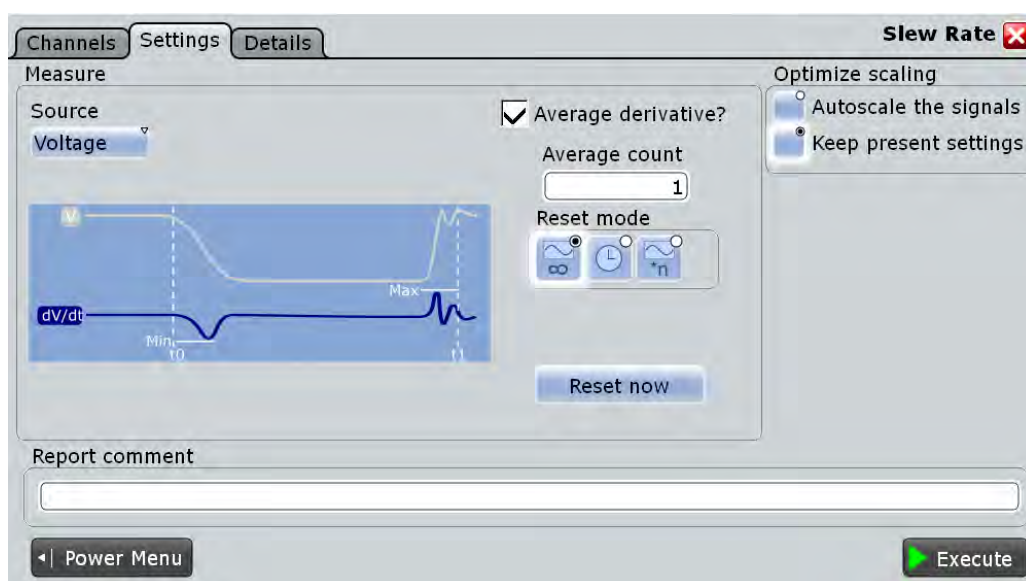 Channels Settings Details Slew Rate
Measure
Optimize scaling
Source
Voltage
Average derivative?
Average count
1
Reset mode
∞
*n
Autoscale the signals
Keep present settings
V
Max
dV/dt
Min
t0
t1
Reset now
Report comment
Power Menu
Execute